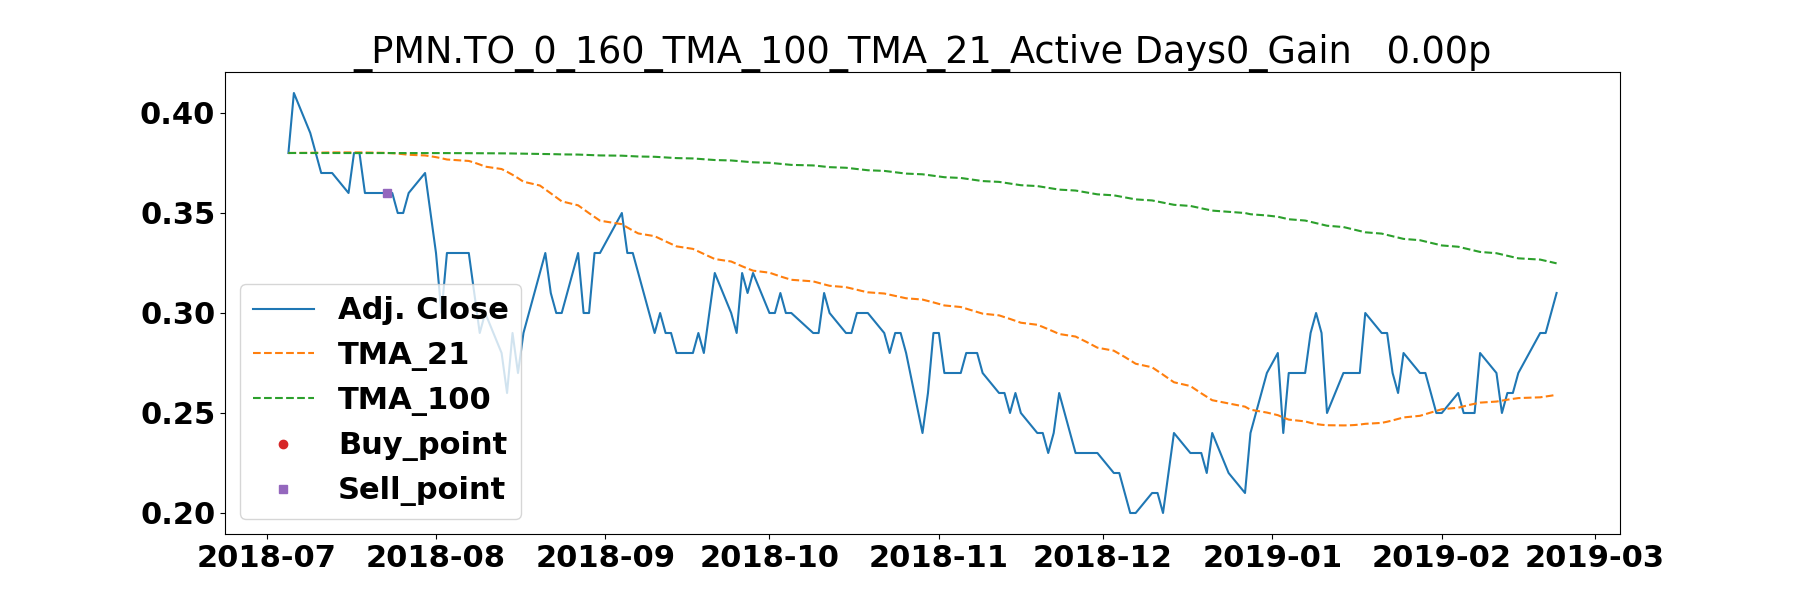 _PMN.TO_0_160_TMA_100_TMA_21_Active Days0_Gain   0.00p
0.40
0.35
0.30
0.25
0.20
Adj. Close
TMA_21
TMA_100
Buy_point
Sell_point
2018-07 2018-08 2018-09 2018-10 2018-11 2018-12 2019-01 2019-02 2019-03